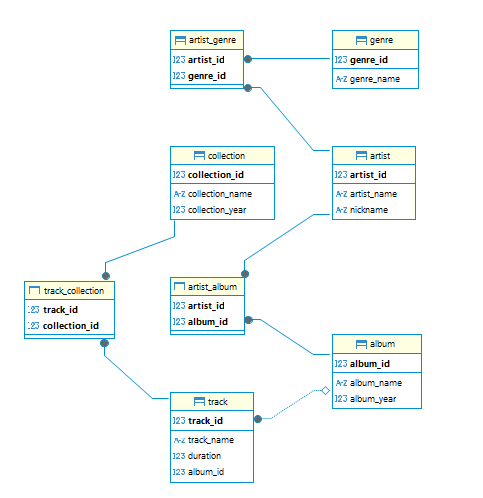 artist_genre
123 artist_id
123 genre_id
genre
123 genre_id
A-Z genre_name
collection
123 collection_id
A-Z collection_name
123 collection_year
artist
123 artist_id
A-Z artist_name
A-Z nickname
track_collection
123 track_id
123 collection_id
artist_album
123 artist_id
123 album_id
album
123 album_id
A-Z album_name
123 album_year
track
123 track_id
A-Z track_name
123 duration
123 album_id